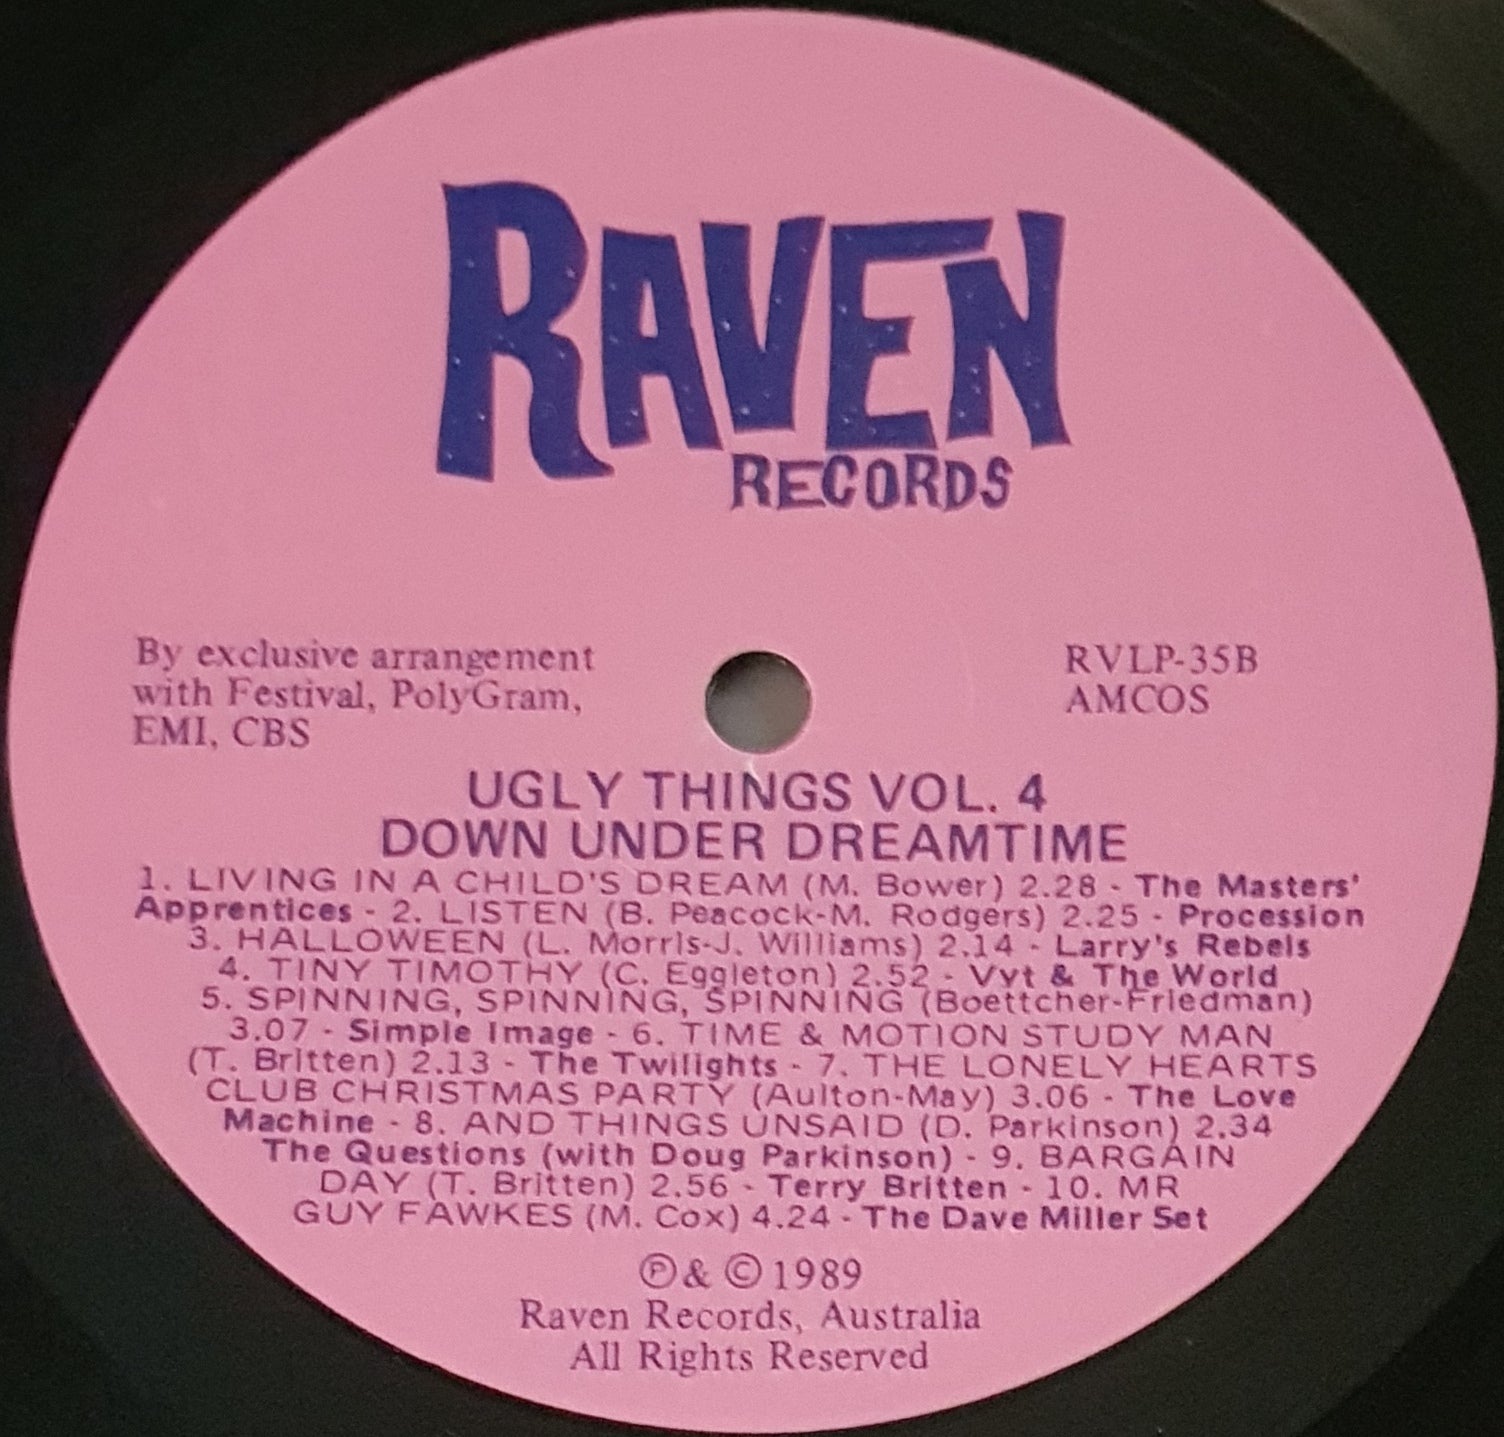 RAVEN
RECORDS
By exclusive arrangement
with Festival, PolyGram,
EMI, CBS
RVLP-35B
AMCOS
UGLY THINGS VOL. 4
DOWN UNDER DREAMTIME
1. LIVING IN A CHILD'S DREAM (M. Bower) 2.28 - The Masters'
Apprentices - 2. LISTEN (B. Peacock-M. Rodgers) 2.25 - Procession
3. HALLOWEEN (L. Morris-J. Williams) 2.14 - Larry's Rebels
4. TINY TIMOTHY (C. Eggleton) 2.52 - Vyt & The World
5. SPINNING, SPINNING, SPINNING (Boettcher-Friedman)
3.07 - Simple Image - 6. TIME & MOTION STUDY MAN
(T. Britten) 2.13 - The Twilights - 7. THE LONELY HEARTS
CLUB CHRISTMAS PARTY (Aulton-May) 3.06 - The Love
Machine - 8. AND THINGS UNSAID (D. Parkinson) 2.34
The Questions (with Doug Parkinson) - 9. BARGAIN
DAY (T. Britten) 2.56 - Terry Britten - 10. MR
GUY FAWKES (M. Cox) 4.24 - The Dave Miller Set
℗ & © 1989
Raven Records, Australia
All Rights Reserved